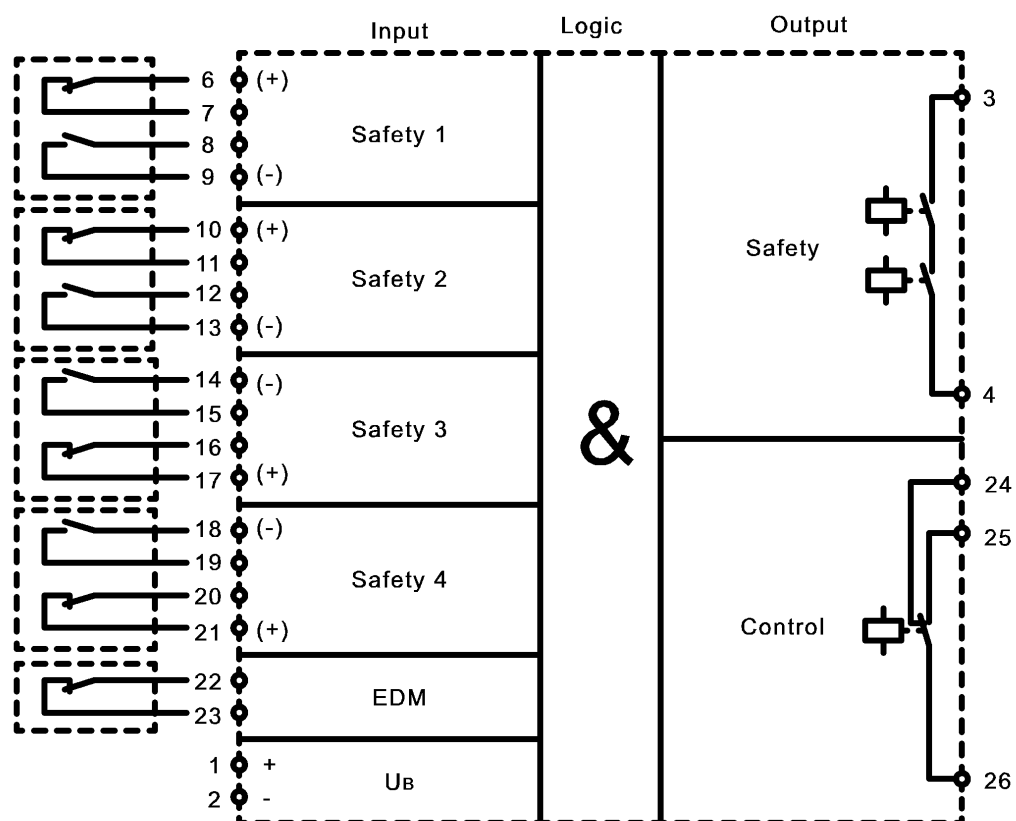 Input Logic Output
6 (+)
7
Safety 1
8
9 (-)
3
10 (+)
11
Safety 2
12
13 (-)
Safety
14 (-)
15
Safety 3
16
17 (+)
4
&
18 (-)
19
Safety 4
20
21 (+)
24
25
Control
22
EDM
23
1 +
UB
2 -
26